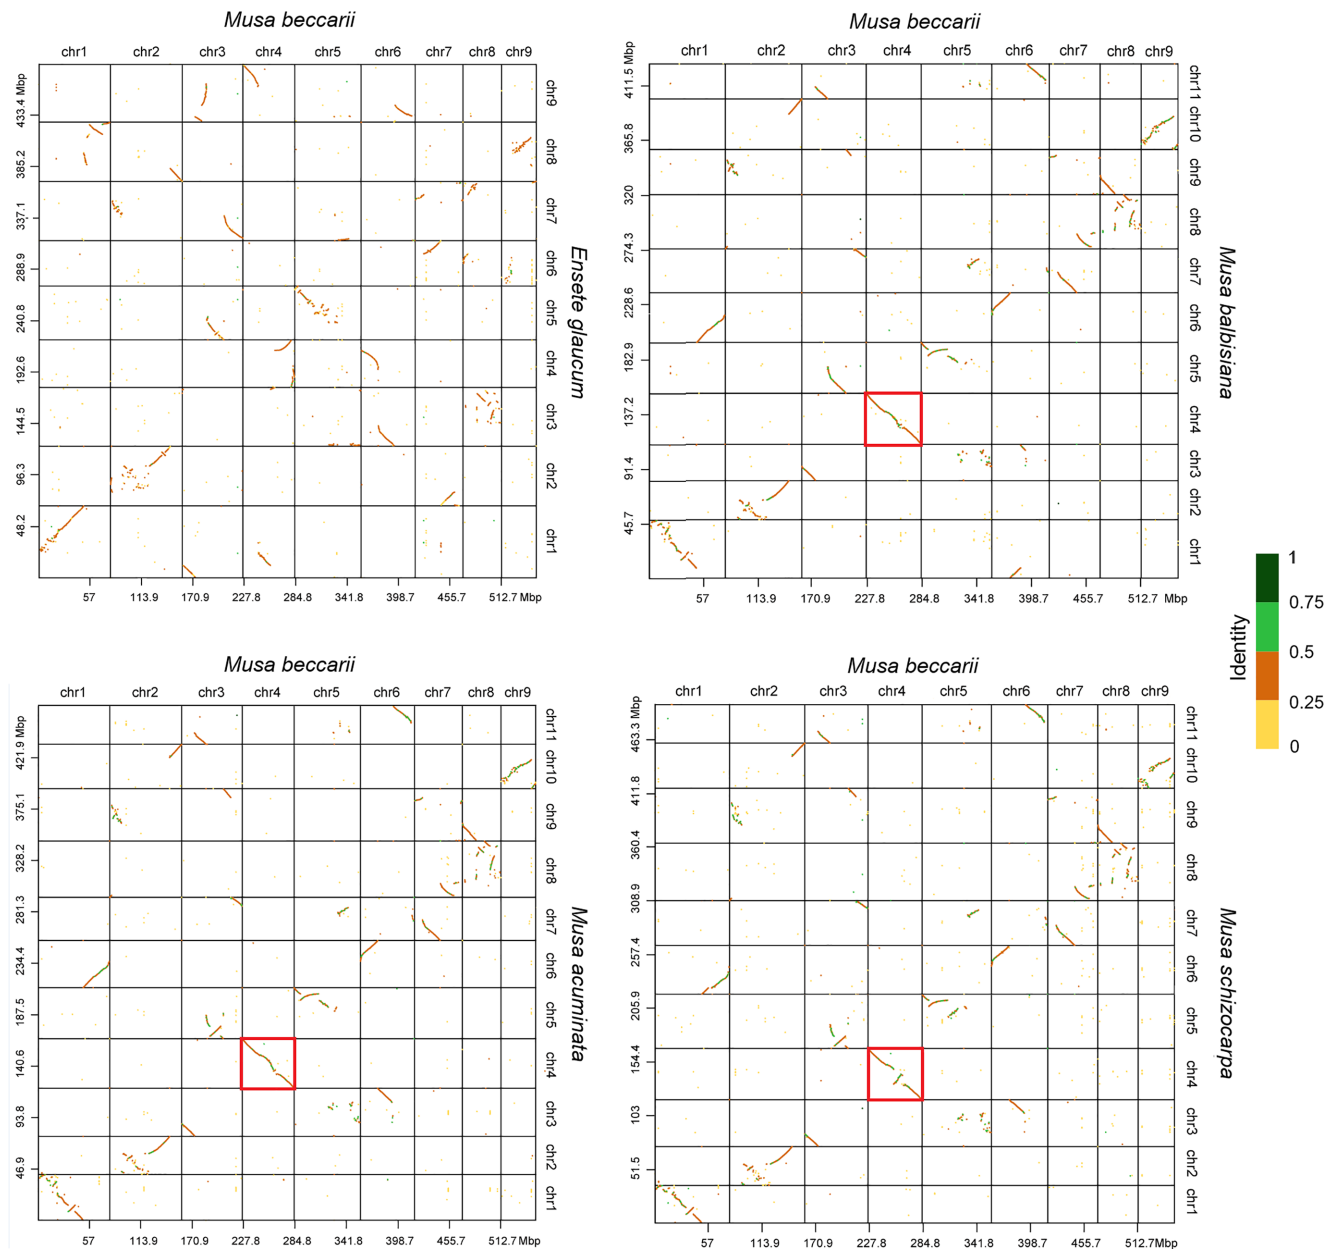 Musa beccarii
chr1 chr2 chr3 chr4 chr5 chr6 chr7 chr8 chr9
433.4 Mbp
385.2
337.1
288.9
240.8
192.6
144.5
96.3
48.2
chr9
chr8
chr7
chr6
chr5
chr4
chr3
chr2
chr1
Ensete glaucum
57 113.9 170.9 227.8 284.8 341.8 398.7 455.7 512.7 Mbp
Musa beccarii
chr1 chr2 chr3 chr4 chr5 chr6 chr7 chr8 chr9
411.5 Mbp
365.8
320
274.3
228.6
182.9
137.2
91.4
45.7
chr11
chr10
chr9
chr8
chr7
chr6
chr5
chr4
chr3
chr2
chr1
Musa balbisiana
57 113.9 170.9 227.8 284.8 341.8 398.7 455.7 512.7 Mbp
Identity
1
0.75
0.5
0.25
0
Musa beccarii
chr1 chr2 chr3 chr4 chr5 chr6 chr7 chr8 chr9
421.9 Mbp
375.1
328.2
281.3
234.4
187.5
140.6
93.8
46.9
chr11
chr10
chr9
chr8
chr7
chr6
chr5
chr4
chr3
chr2
chr1
Musa acuminata
57 113.9 170.9 227.8 284.8 341.8 398.7 455.7 512.7 Mbp
Musa beccarii
chr1 chr2 chr3 chr4 chr5 chr6 chr7 chr8 chr9
463.3 Mbp
411.8
360.4
308.9
257.4
205.9
154.4
103
51.5
chr11
chr10
chr9
chr8
chr7
chr6
chr5
chr4
chr3
chr2
chr1
Musa schizocarpa
57 113.9 170.9 227.8 284.8 341.8 398.7 455.7 512.7Mbp